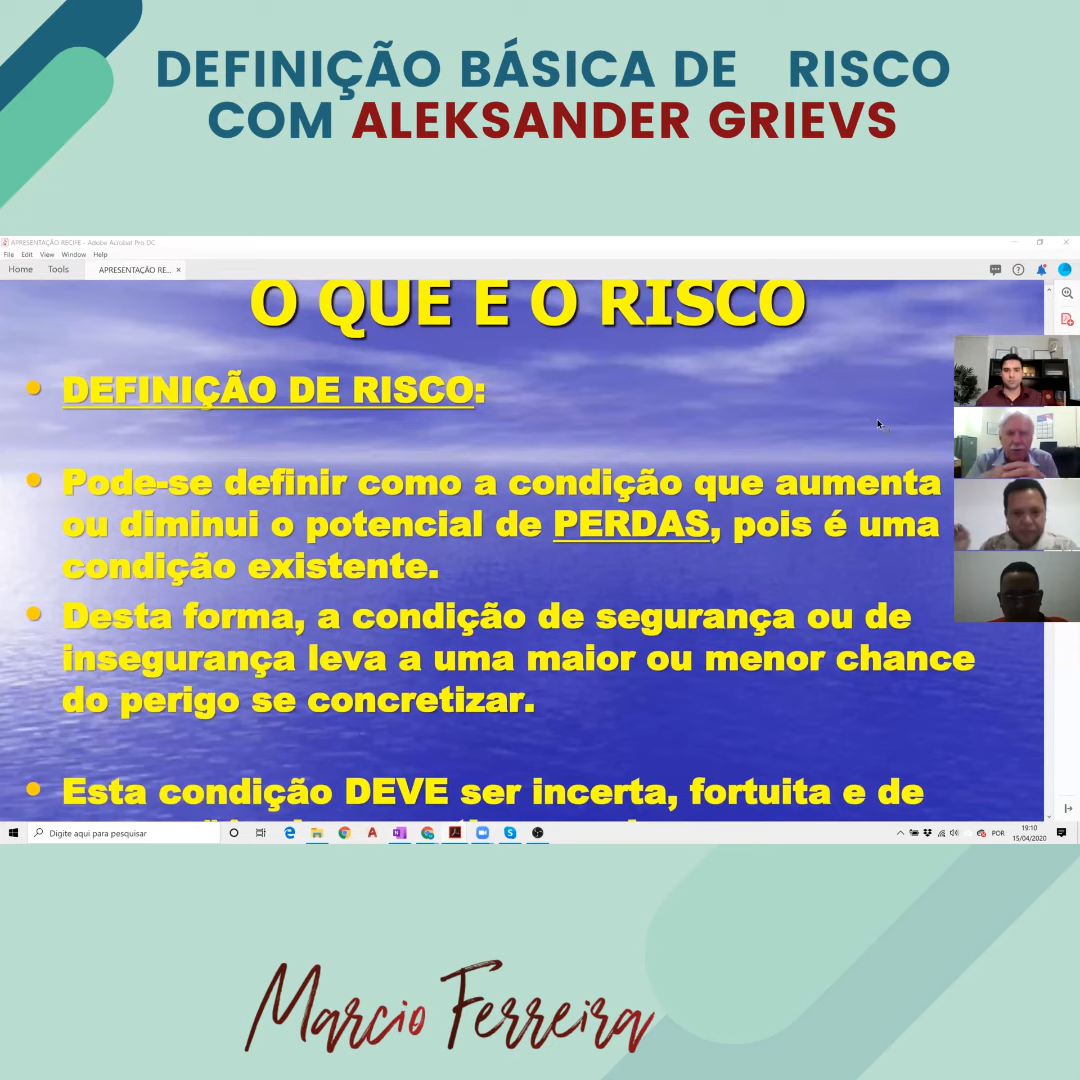 DEFINIÇÃO BÁSICA DE RISCO
COM ALEKSANDER GRIEVS
APRESENTAÇÃO RECIFE - Adobe Acrobat Pro DC
File Edit View Window Help
Home Tools APRESENTAÇÃO RE... ×
O QUE É O RISCO
• DEFINIÇÃO DE RISCO:
• Pode-se definir como a condição que aumenta
ou diminui o potencial de PERDAS, pois é uma
condição existente.
• Desta forma, a condição de segurança ou de
insegurança leva a uma maior ou menor chance
do perigo se concretizar.
• Esta condição DEVE ser incerta, fortuita e de
Digite aqui para pesquisar
POR
19:10
15/04/2020
Marcio Ferreira